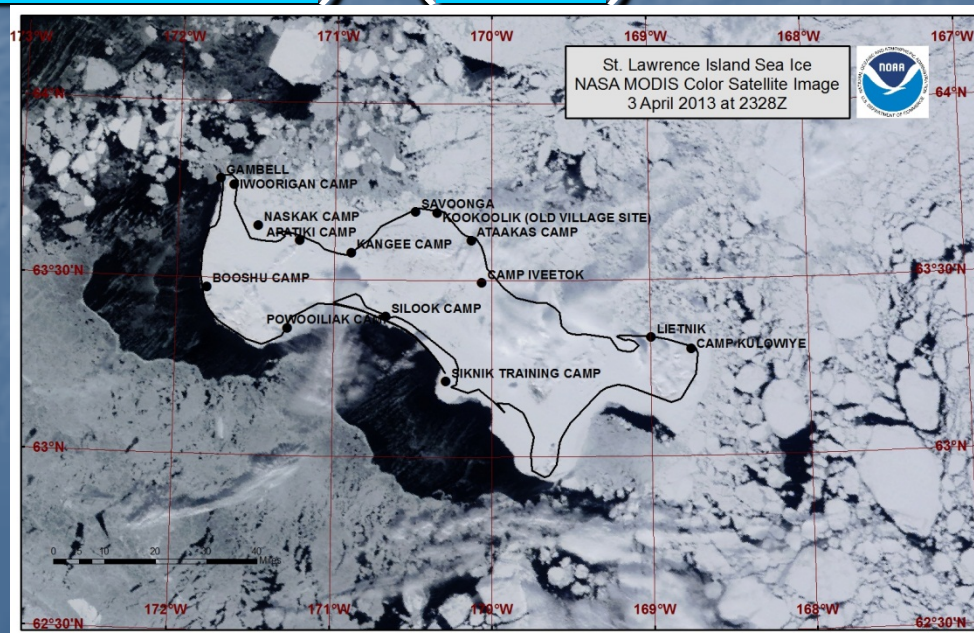 173°W 172°W 171°W 170°W 169°W 168°W 167°W
St. Lawrence Island Sea Ice
NASA MODIS Color Satellite Image
3 April 2013 at 2328Z
NOAA
64°N 64°N
GAMBELL
IWOORIGAN CAMP
SAVOONGA
NASKAK CAMP
KOOKOOLIK (OLD VILLAGE SITE)
APATIKI CAMP
ATAAKAS CAMP
KANGEE CAMP
63°30'N 63°30'N
BOOSHU CAMP
CAMP IVEETOK
SILOOK CAMP
POWOOILIAK CAMP
LIETNIK
CAMP KULOWIYE
SIKNIK TRAINING CAMP
63°N 63°N
0 5 10 20 30 40
Miles
172°W 171°W 170°W 169°W 168°W
62°30'N 62°30'N